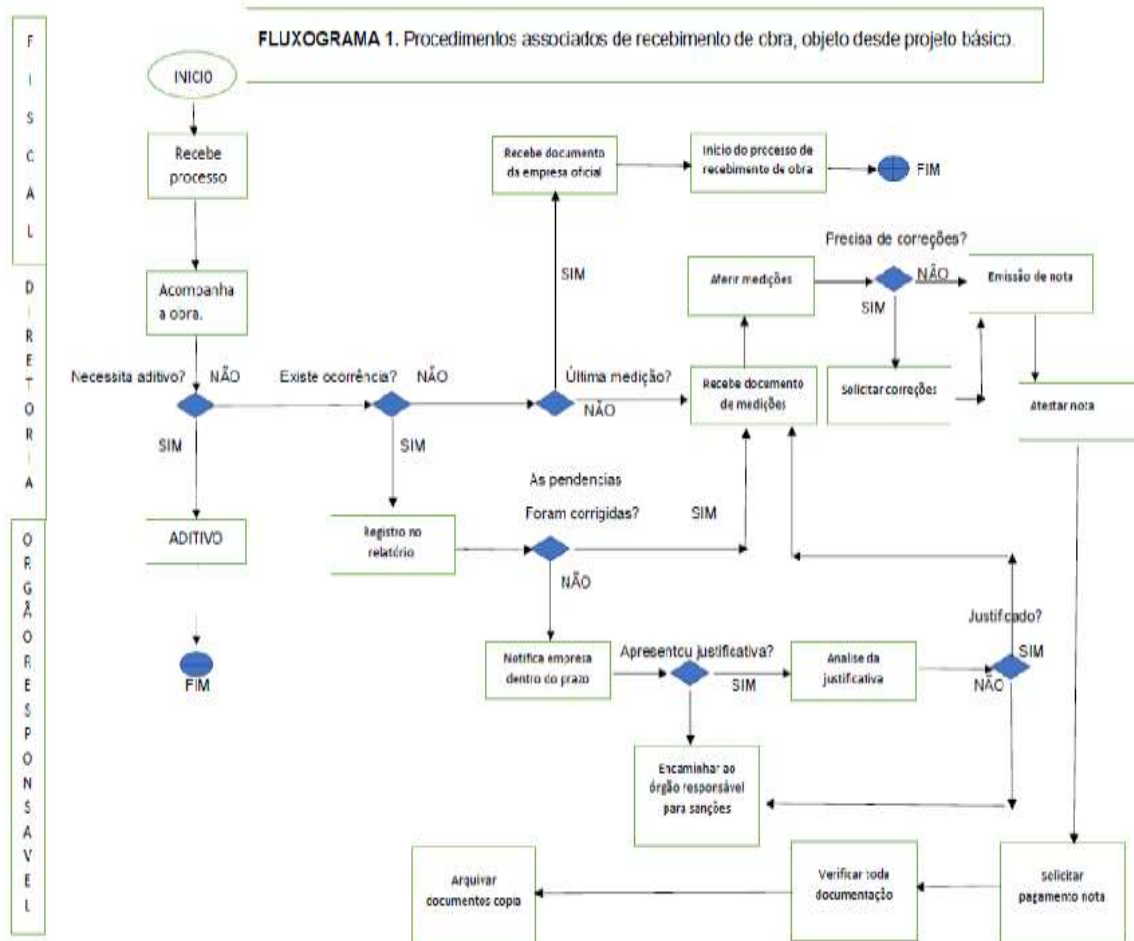 FLUXOGRAMA 1. Procedimentos associados de recebimento de obra, objeto desde projeto básico.
F
I
S
C
A
L
D
I
R
E
T
O
R
I
A
O
R
G
Ã
O
R
E
S
P
O
N
S
A
V
E
L
INICIO
Recebe
processo
Acompanha
a obra.
Necessita aditivo?
NÃO
SIM
ADITIVO
FIM
Existe ocorrência?
NÃO
SIM
Registro no
relatório
Recebe documento
da empresa oficial
Inicio do processo de
recebimento de obra
FIM
SIM
Última medição?
NÃO
Recebe documento
de medições
Aferir medições
Precisa de correções?
NÃO
SIM
Emissão de nota
Solicitar correções
Atestar nota
As pendencias
Foram corrigidas?
SIM
NÃO
Notifica empresa
dentro do prazo
Apresentou justificativa?
SIM
Analise da
justificativa
Justificado?
SIM
NÃO
Encaminhar ao
órgão responsável
para sanções
Solicitar
pagamento nota
Verificar toda
documentação
Arquivar
documentos copia